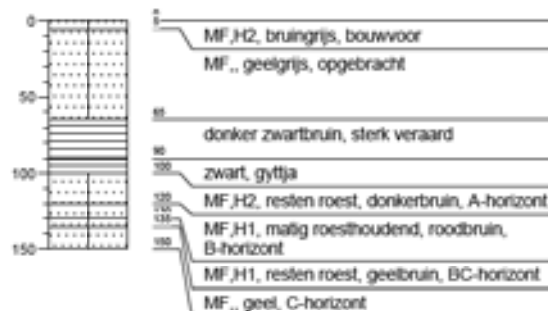 0
5
MF,H2, bruingrijs, bouwvoor
MF,, geelgrijs, opgebracht
50
65
donker zwartbruin, sterk veraard
90
100
100
zwart, gyttja
120
MF,H2, resten roest, donkerbruin, A-horizont
135
MF,H1, matig roesthoudend, roodbruin,
B-horizont
150
150
MF,H1, resten roest, geelbruin, BC-horizont
MF,, geel, C-horizont